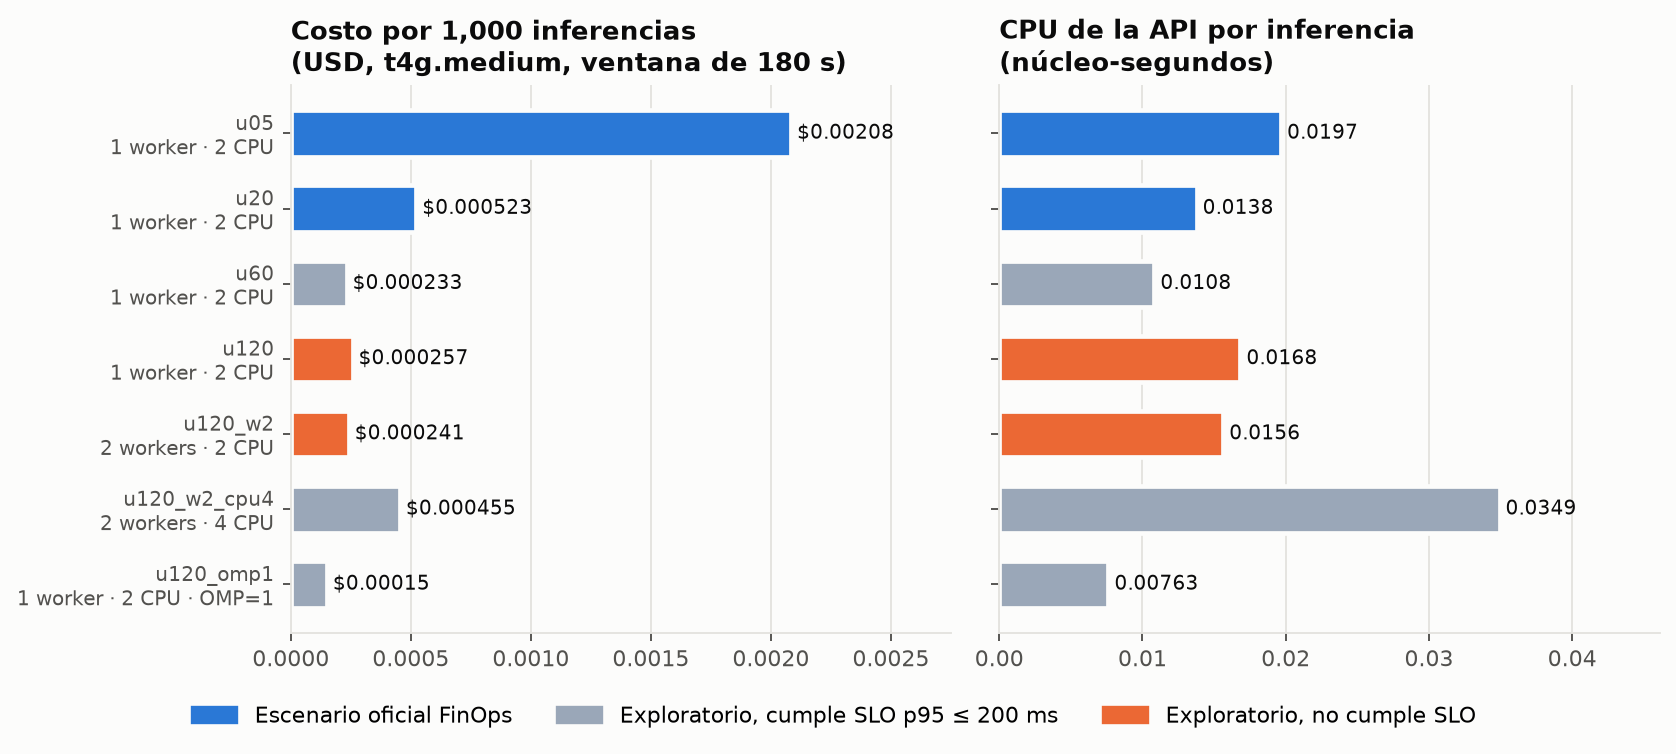 Costo por 1,000 inferencias
(USD, t4g.medium, ventana de 180 s)
u05
1 worker · 2 CPU
$0.00208
u20
1 worker · 2 CPU
$0.000523
u60
1 worker · 2 CPU
$0.000233
u120
1 worker · 2 CPU
$0.000257
u120_w2
2 workers · 2 CPU
$0.000241
u120_w2_cpu4
2 workers · 4 CPU
$0.000455
u120_omp1
1 worker · 2 CPU · OMP=1
$0.00015
0.0000 0.0005 0.0010 0.0015 0.0020 0.0025
CPU de la API por inferencia
(núcleo-segundos)
0.0197
0.0138
0.0108
0.0168
0.0156
0.0349
0.00763
0.00 0.01 0.02 0.03 0.04
Escenario oficial FinOps
Exploratorio, cumple SLO p95 ≤ 200 ms
Exploratorio, no cumple SLO